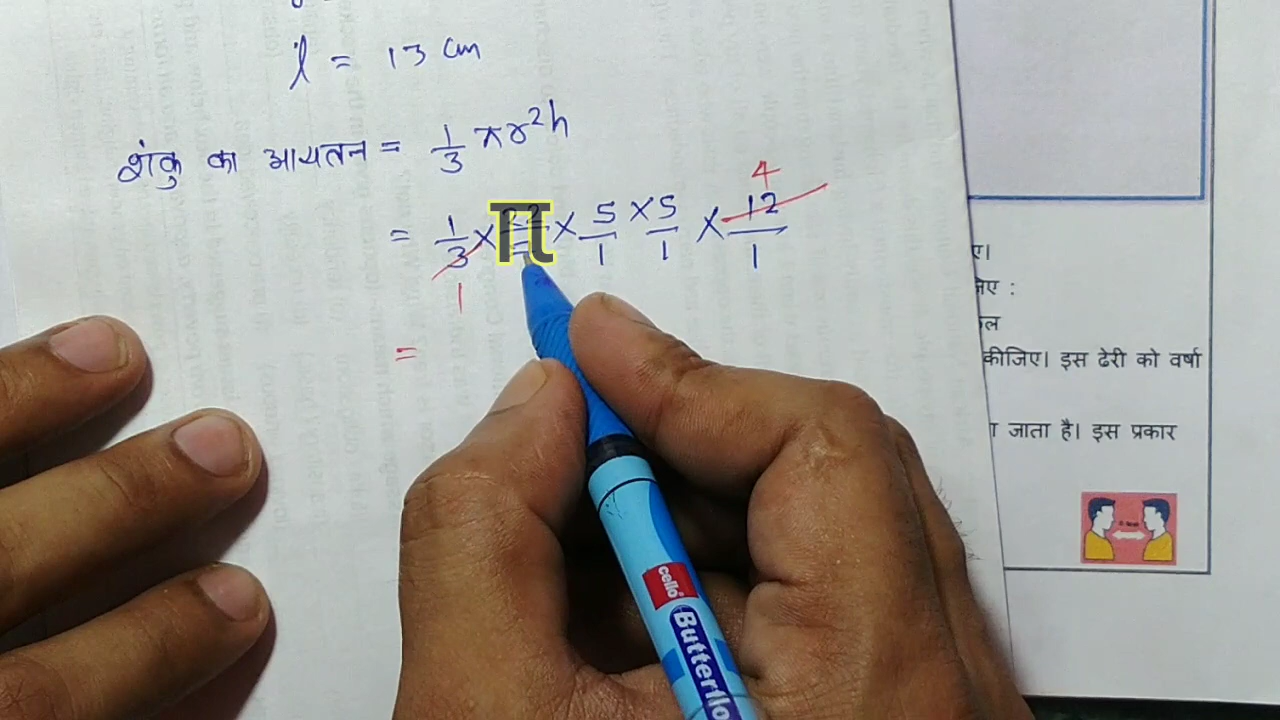 l = 13 cm
शंकु का आयतन = 1/3 πr²h
4
= 1/3 × π × 5/1 × 5/1 × 12/1
1
=
ए।
जिए :
कीजिए। इस ढेरी को वर्षा
जाता है। इस प्रकार
cello
Butterflo